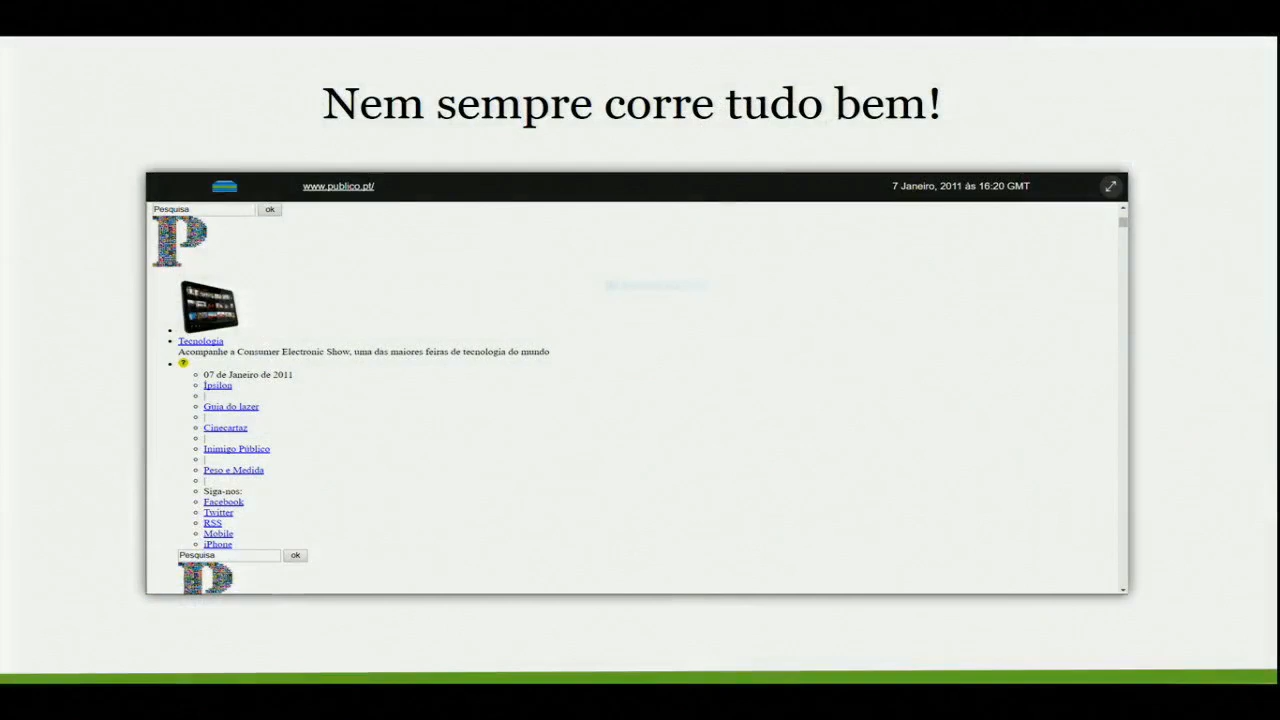 Nem sempre corre tudo bem!
www.publico.pt/
7 Janeiro, 2011 às 16:20 GMT
Pesquisa
ok
P
Tecnologia
Acompanhe a Consumer Electronic Show, uma das maiores feiras de tecnologia do mundo
?
07 de Janeiro de 2011
Ípsilon
|
Guia do lazer
|
Cinecartaz
|
Inimigo Público
|
Peso e Medida
|
Siga-nos:
Facebook
Twitter
RSS
Mobile
iPhone
Pesquisa
ok
P